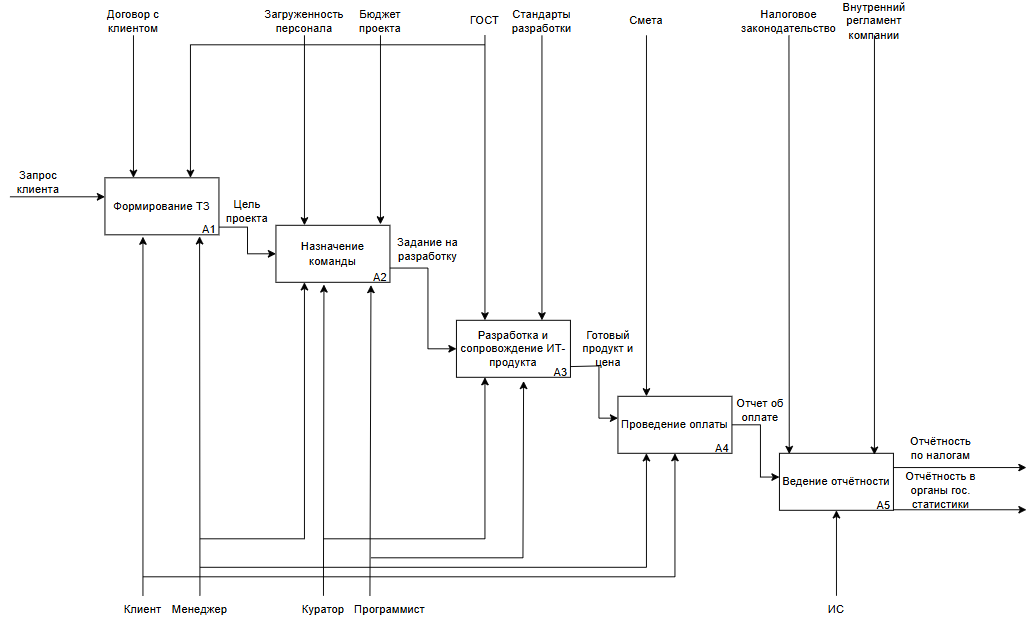 Договор с
клиентом
Загруженность
персонала
Бюджет
проекта
ГОСТ
Стандарты
разработки
Смета
Налоговое
законодательство
Внутренний
регламент
компании
Запрос
клиента
Формирование ТЗ
A1
Цель
проекта
Назначение
команды
A2
Задание на
разработку
Разработка и
сопровождение ИТ-
продукта
A3
Готовый
продукт и
цена
Проведение оплаты
A4
Отчет об
оплате
Ведение отчётности
A5
Отчётность
по налогам
Отчётность в
органы гос.
статистики
Клиент
Менеджер
Куратор
Программист
ИС